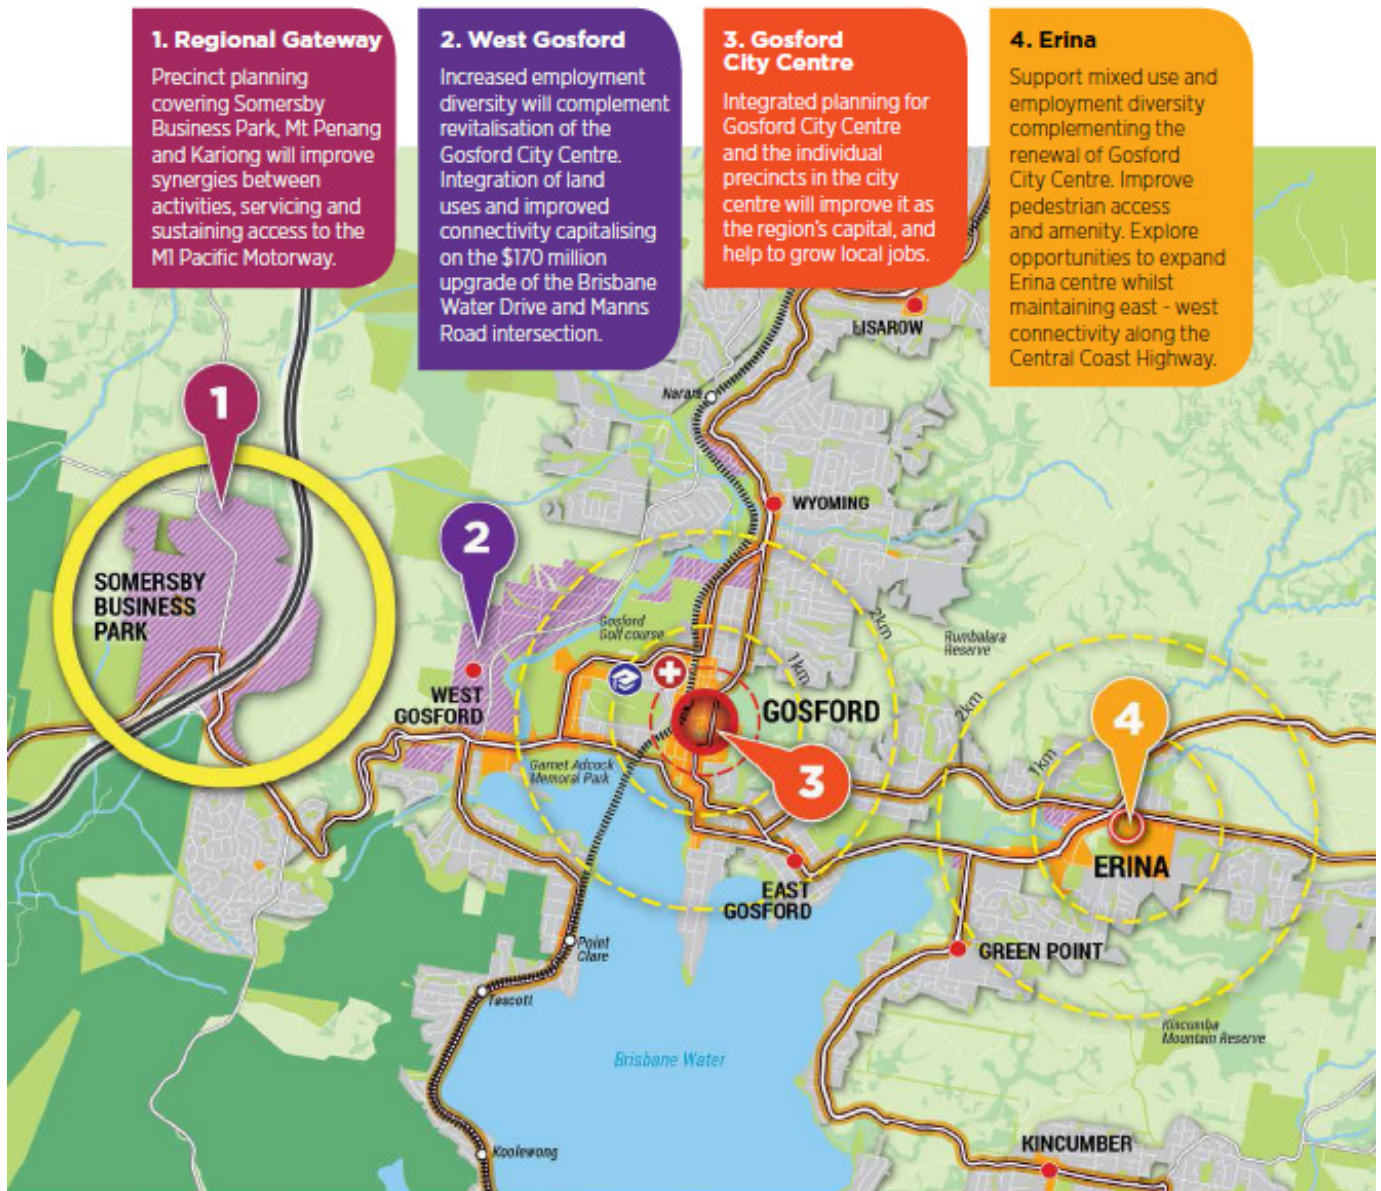 1. Regional Gateway
Precinct planning
covering Somersby
Business Park, Mt Penang
and Kariong will improve
synergies between
activities, servicing and
sustaining access to the
M1 Pacific Motorway.
2. West Gosford
Increased employment
diversity will complement
revitalisation of the
Gosford City Centre.
Integration of land
uses and improved
connectivity capitalising
on the $170 million
upgrade of the Brisbane
Water Drive and Manns
Road intersection.
3. Gosford
City Centre
Integrated planning for
Gosford City Centre
and the individual
precincts in the city
centre will improve it as
the region's capital, and
help to grow local jobs.
4. Erina
Support mixed use and
employment diversity
complementing the
renewal of Gosford
City Centre. Improve
pedestrian access
and amenity. Explore
opportunities to expand
Erina centre whilst
maintaining east - west
connectivity along the
Central Coast Highway.
LISAROW
Narara
1
WYOMING
2
SOMERSBY
BUSINESS
PARK
Gosford
Golf course
2km
Rumbalara
Reserve
1km
WEST
GOSFORD
GOSFORD
2km
4
Garnet Adcock
Memoral Park
3
1km
ERINA
EAST
GOSFORD
GREEN POINT
Point
Clare
Tascott
Kincumba
Mountain Reserve
Brisbane Water
KINCUMBER
Koolewong